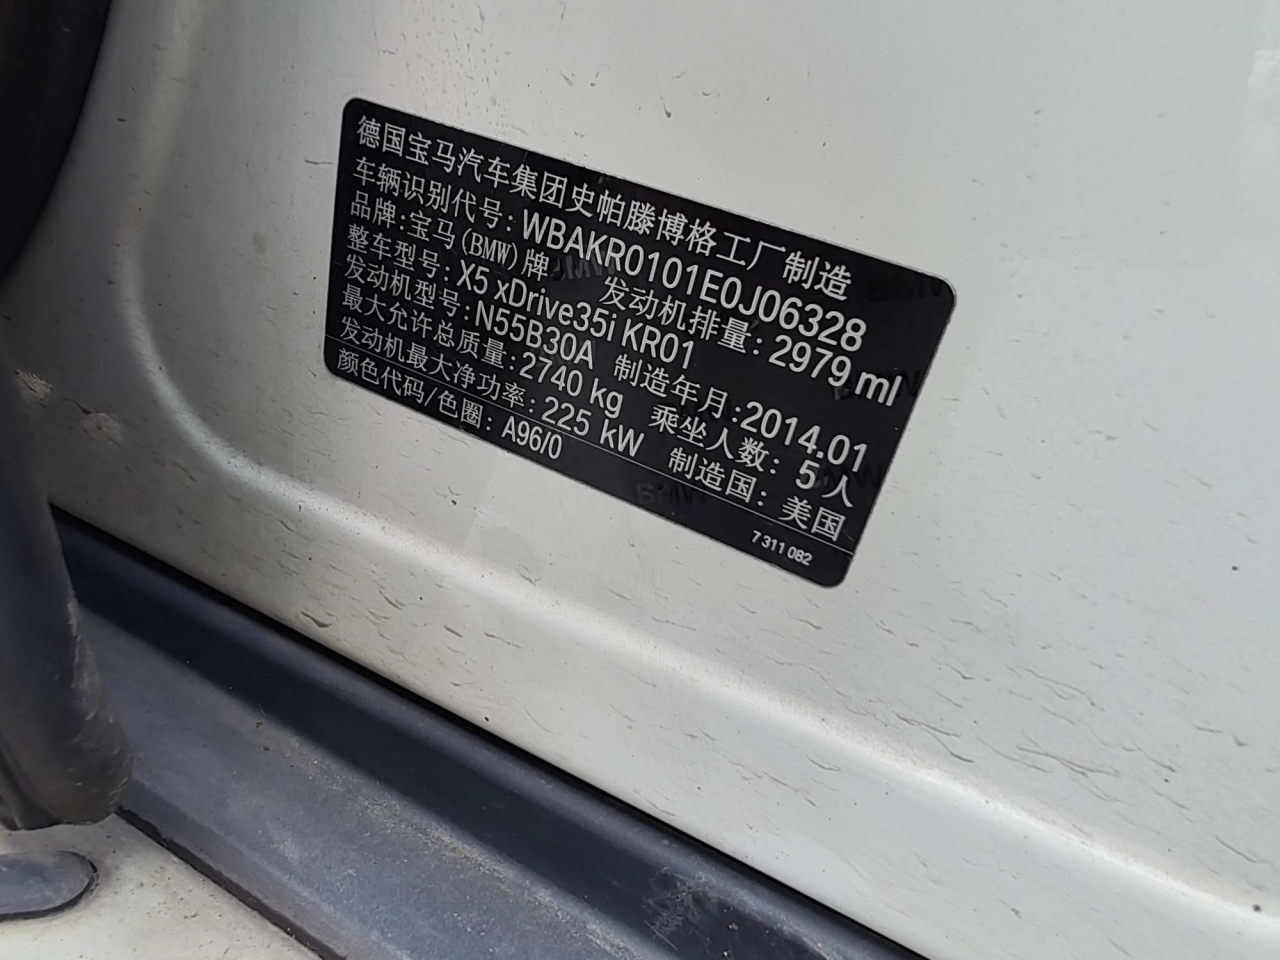 德国宝马汽车集团史帕滕博格工厂制造
车辆识别代号: WBAKR0101E0J06328
品牌: 宝马(BMW)牌 发动机排量: 2979 ml
整车型号: X5 xDrive35i KR01
发动机型号: N55B30A 制造年月: 2014.01
最大允许总质量: 2740 kg 乘坐人数: 5 人
发动机最大净功率: 225 kW 制造国: 美国
颜色代码/色圈: A96/0
7 311 082
BMW
BMW